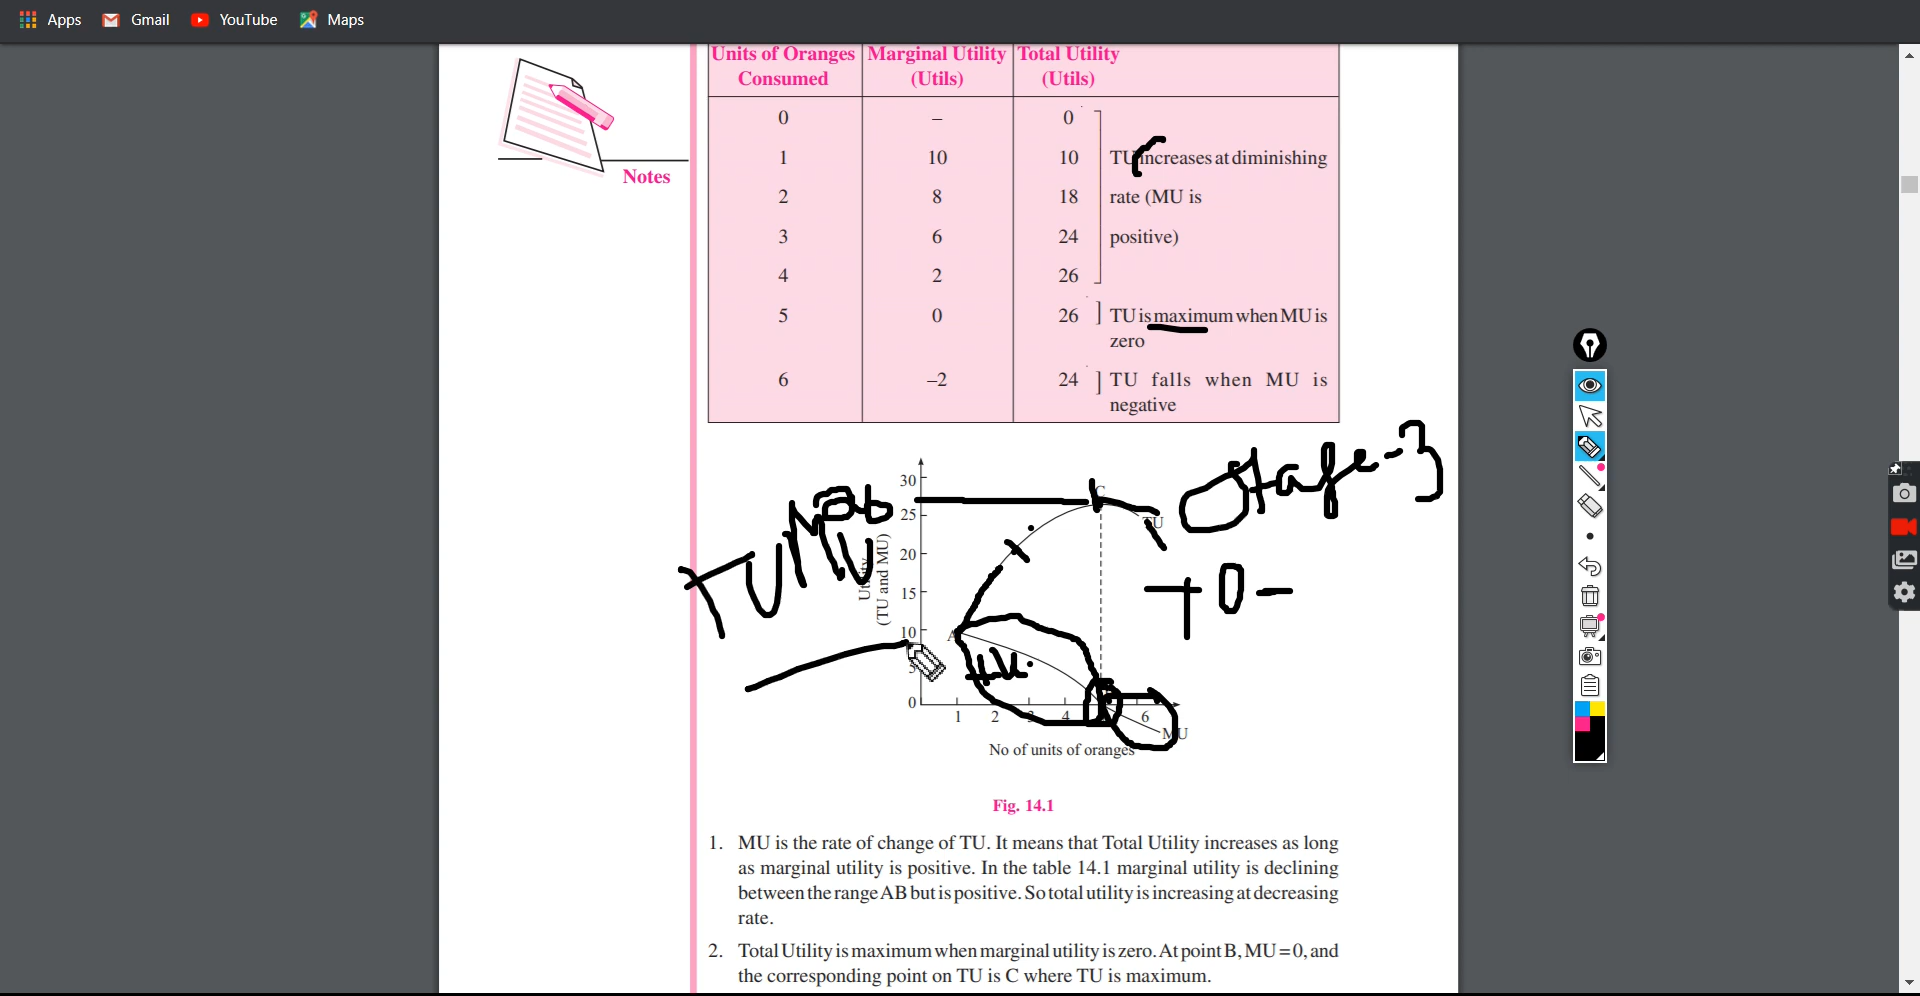 Apps Gmail YouTube Maps
Units of Oranges Consumed Marginal Utility (Utils) Total Utility (Utils)
0 – 0
1 10 10 TU increases at diminishing
2 8 18 rate (MU is
3 6 24 positive)
4 2 26
5 0 26 TU is maximum when MU is
zero
6 –2 24 TU falls when MU is
negative
Notes
TU MU
+ 0 -
Utility
(TU and MU)
30
25
20
15
10
5
0
A
C
TU
1 2 3 4 6
MU
No of units of oranges
Fig. 14.1
1. MU is the rate of change of TU. It means that Total Utility increases as long
as marginal utility is positive. In the table 14.1 marginal utility is declining
between the range AB but is positive. So total utility is increasing at decreasing
rate.
2. Total Utility is maximum when marginal utility is zero. At point B, MU = 0, and
the corresponding point on TU is C where TU is maximum.